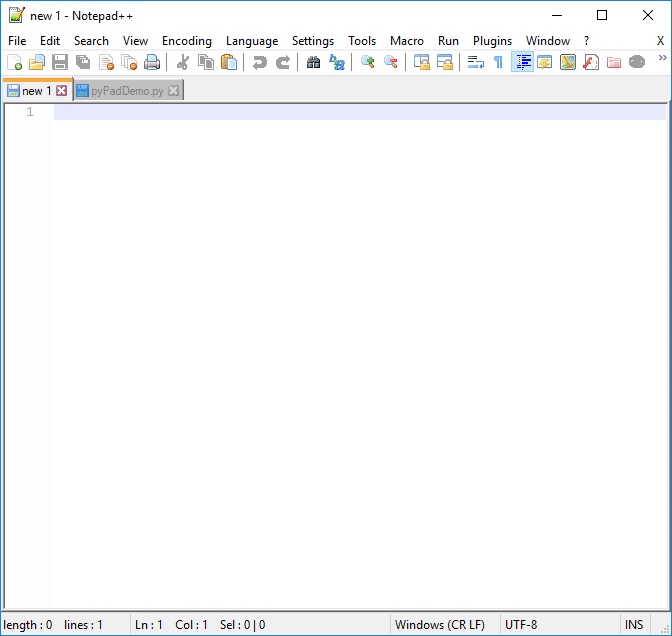 new 1 - Notepad++
File Edit Search View Encoding Language Settings Tools Macro Run Plugins Window ? X
new 1 pyPadDemo.py
1
length : 0 lines : 1 Ln : 1 Col : 1 Sel : 0 | 0 Windows (CR LF) UTF-8 INS